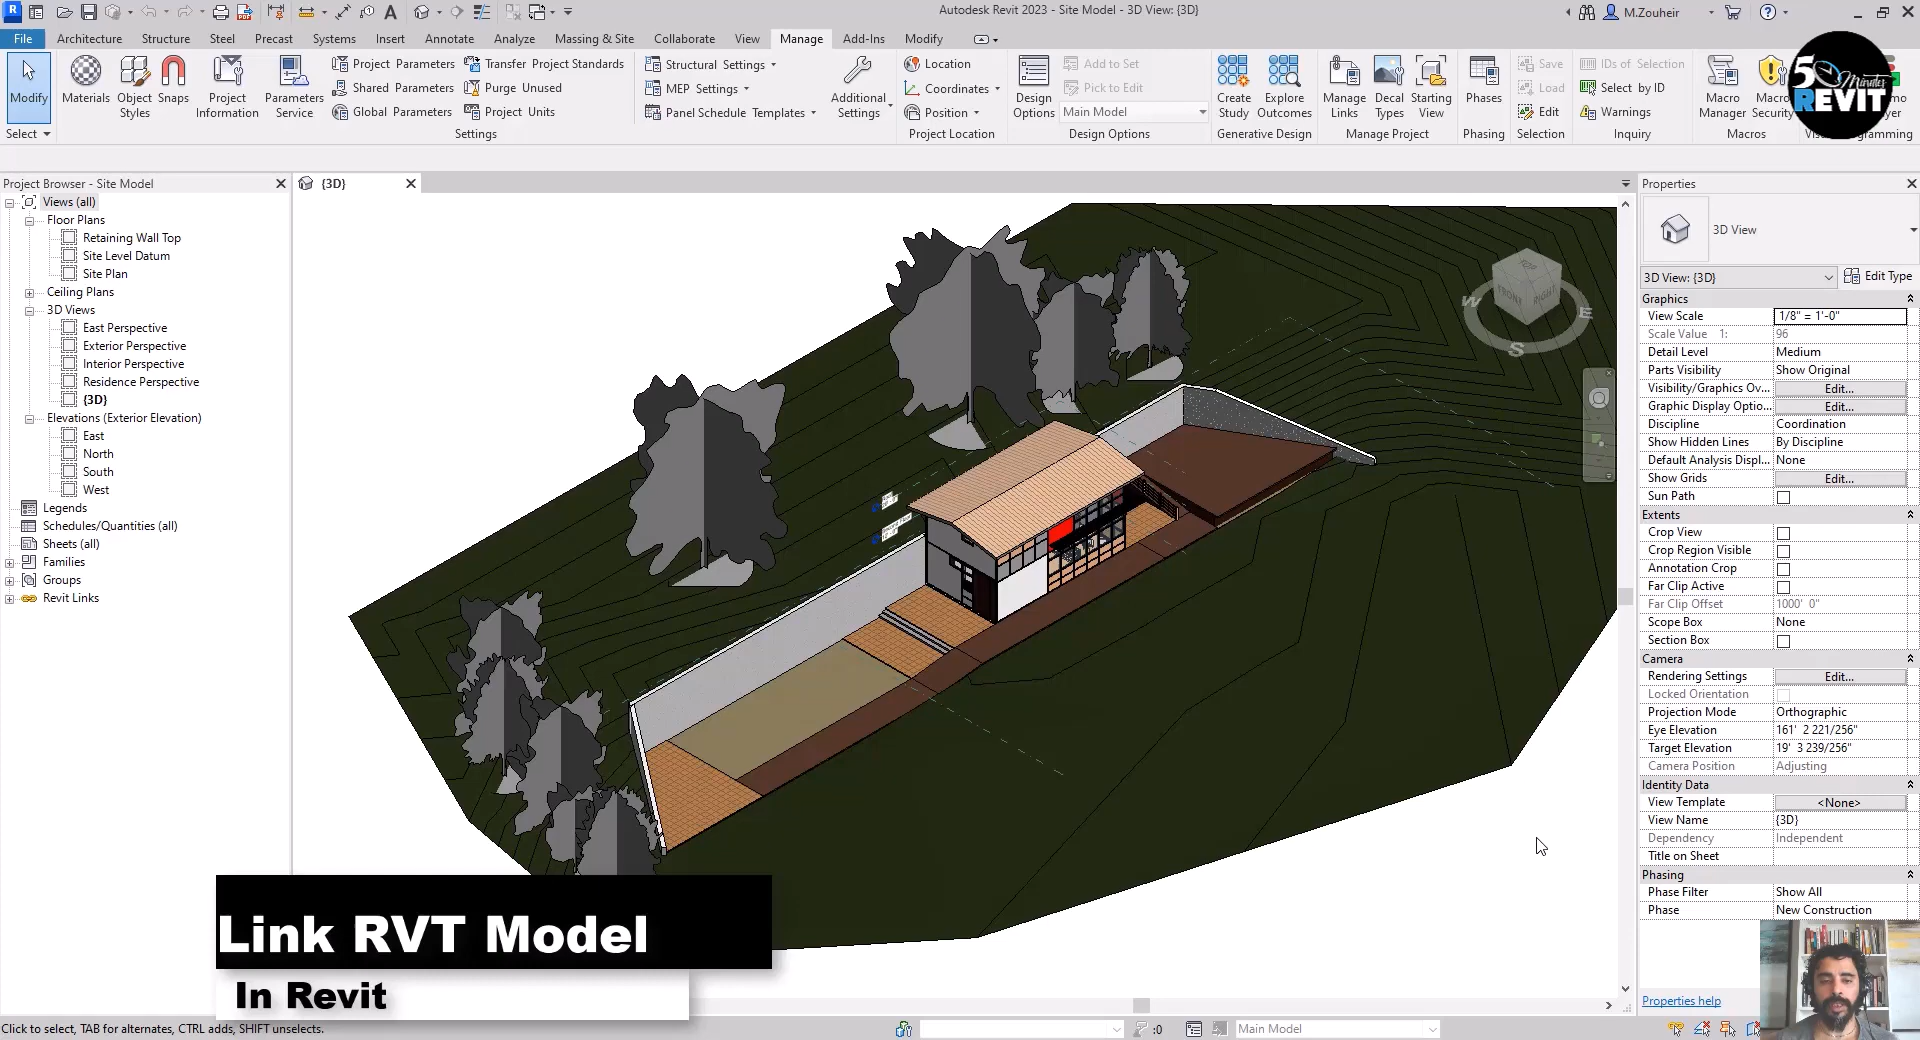 Autodesk Revit 2023 - Site Model - 3D View: {3D}
M.Zouheir
File Architecture Structure Steel Precast Systems Insert Annotate Analyze Massing & Site Collaborate View Manage Add-Ins Modify
Modify
Select
Materials
Object Styles
Snaps
Project Information
Parameters Service
Project Parameters
Shared Parameters
Global Parameters
Transfer Project Standards
Purge Unused
Project Units
Settings
Structural Settings
MEP Settings
Panel Schedule Templates
Additional Settings
Location
Coordinates
Position
Project Location
Design Options
Add to Set
Pick to Edit
Main Model
Design Options
Create Study
Explore Outcomes
Generative Design
Manage Links
Decal Types
Starting View
Manage Project
Phases
Phasing
Save
Load
Edit
Selection
IDs of Selection
Select by ID
Warnings
Inquiry
Macro Manager
Macro Security
Macros
5 Minutes
REVIT
Project Browser - Site Model
Views (all)
Floor Plans
Retaining Wall Top
Site Level Datum
Site Plan
Ceiling Plans
3D Views
East Perspective
Exterior Perspective
Interior Perspective
Residence Perspective
{3D}
Elevations (Exterior Elevation)
East
North
South
West
Legends
Schedules/Quantities (all)
Sheets (all)
Families
Groups
Revit Links
{3D}
TOP
FRONT
RIGHT
W
S
E
Properties
3D View
3D View: {3D}
Edit Type
Graphics
View Scale 1/8" = 1'-0"
Scale Value 1: 96
Detail Level Medium
Parts Visibility Show Original
Visibility/Graphics Ov... Edit...
Graphic Display Optio... Edit...
Discipline Coordination
Show Hidden Lines By Discipline
Default Analysis Displ... None
Show Grids Edit...
Sun Path
Extents
Crop View
Crop Region Visible
Annotation Crop
Far Clip Active
Far Clip Offset 1000' 0"
Scope Box None
Section Box
Camera
Rendering Settings Edit...
Locked Orientation
Projection Mode Orthographic
Eye Elevation 161' 2 221/256"
Target Elevation 19' 3 239/256"
Camera Position Adjusting
Identity Data
View Template <None>
View Name {3D}
Dependency Independent
Title on Sheet
Phasing
Phase Filter Show All
Phase New Construction
Properties help
Link RVT Model
In Revit
Click to select, TAB for alternates, CTRL adds, SHIFT unselects.
:0
Main Model